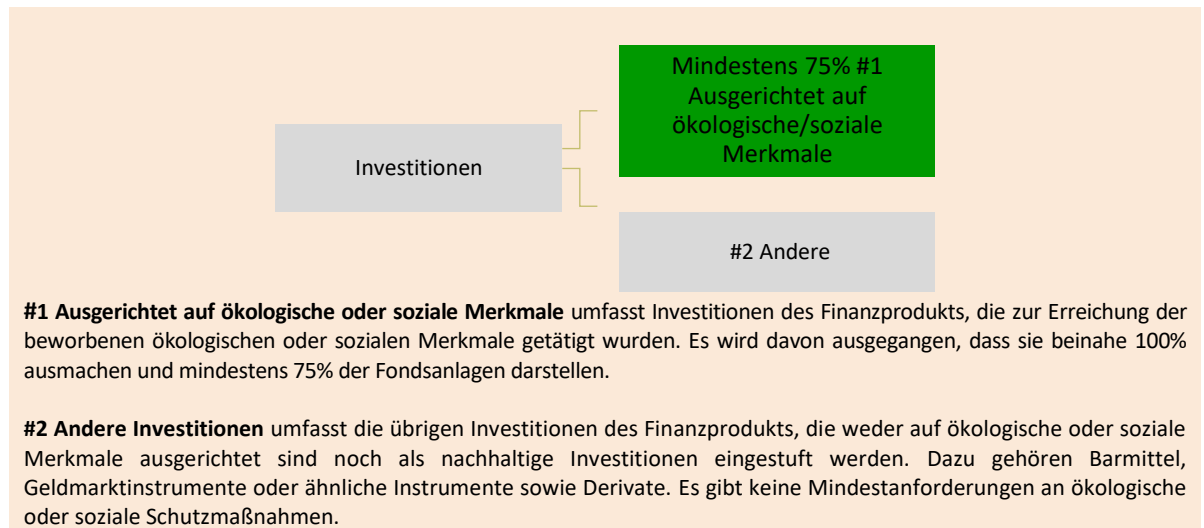 Mindestens 75% #1
Ausgerichtet auf
ökologische/soziale
Merkmale
Investitionen
#2 Andere
#1 Ausgerichtet auf ökologische oder soziale Merkmale umfasst Investitionen des Finanzprodukts, die zur Erreichung der
beworbenen ökologischen oder sozialen Merkmale getätigt wurden. Es wird davon ausgegangen, dass sie beinahe 100%
ausmachen und mindestens 75% der Fondsanlagen darstellen.
#2 Andere Investitionen umfasst die übrigen Investitionen des Finanzprodukts, die weder auf ökologische oder soziale
Merkmale ausgerichtet sind noch als nachhaltige Investitionen eingestuft werden. Dazu gehören Barmittel,
Geldmarktinstrumente oder ähnliche Instrumente sowie Derivate. Es gibt keine Mindestanforderungen an ökologische
oder soziale Schutzmaßnahmen.